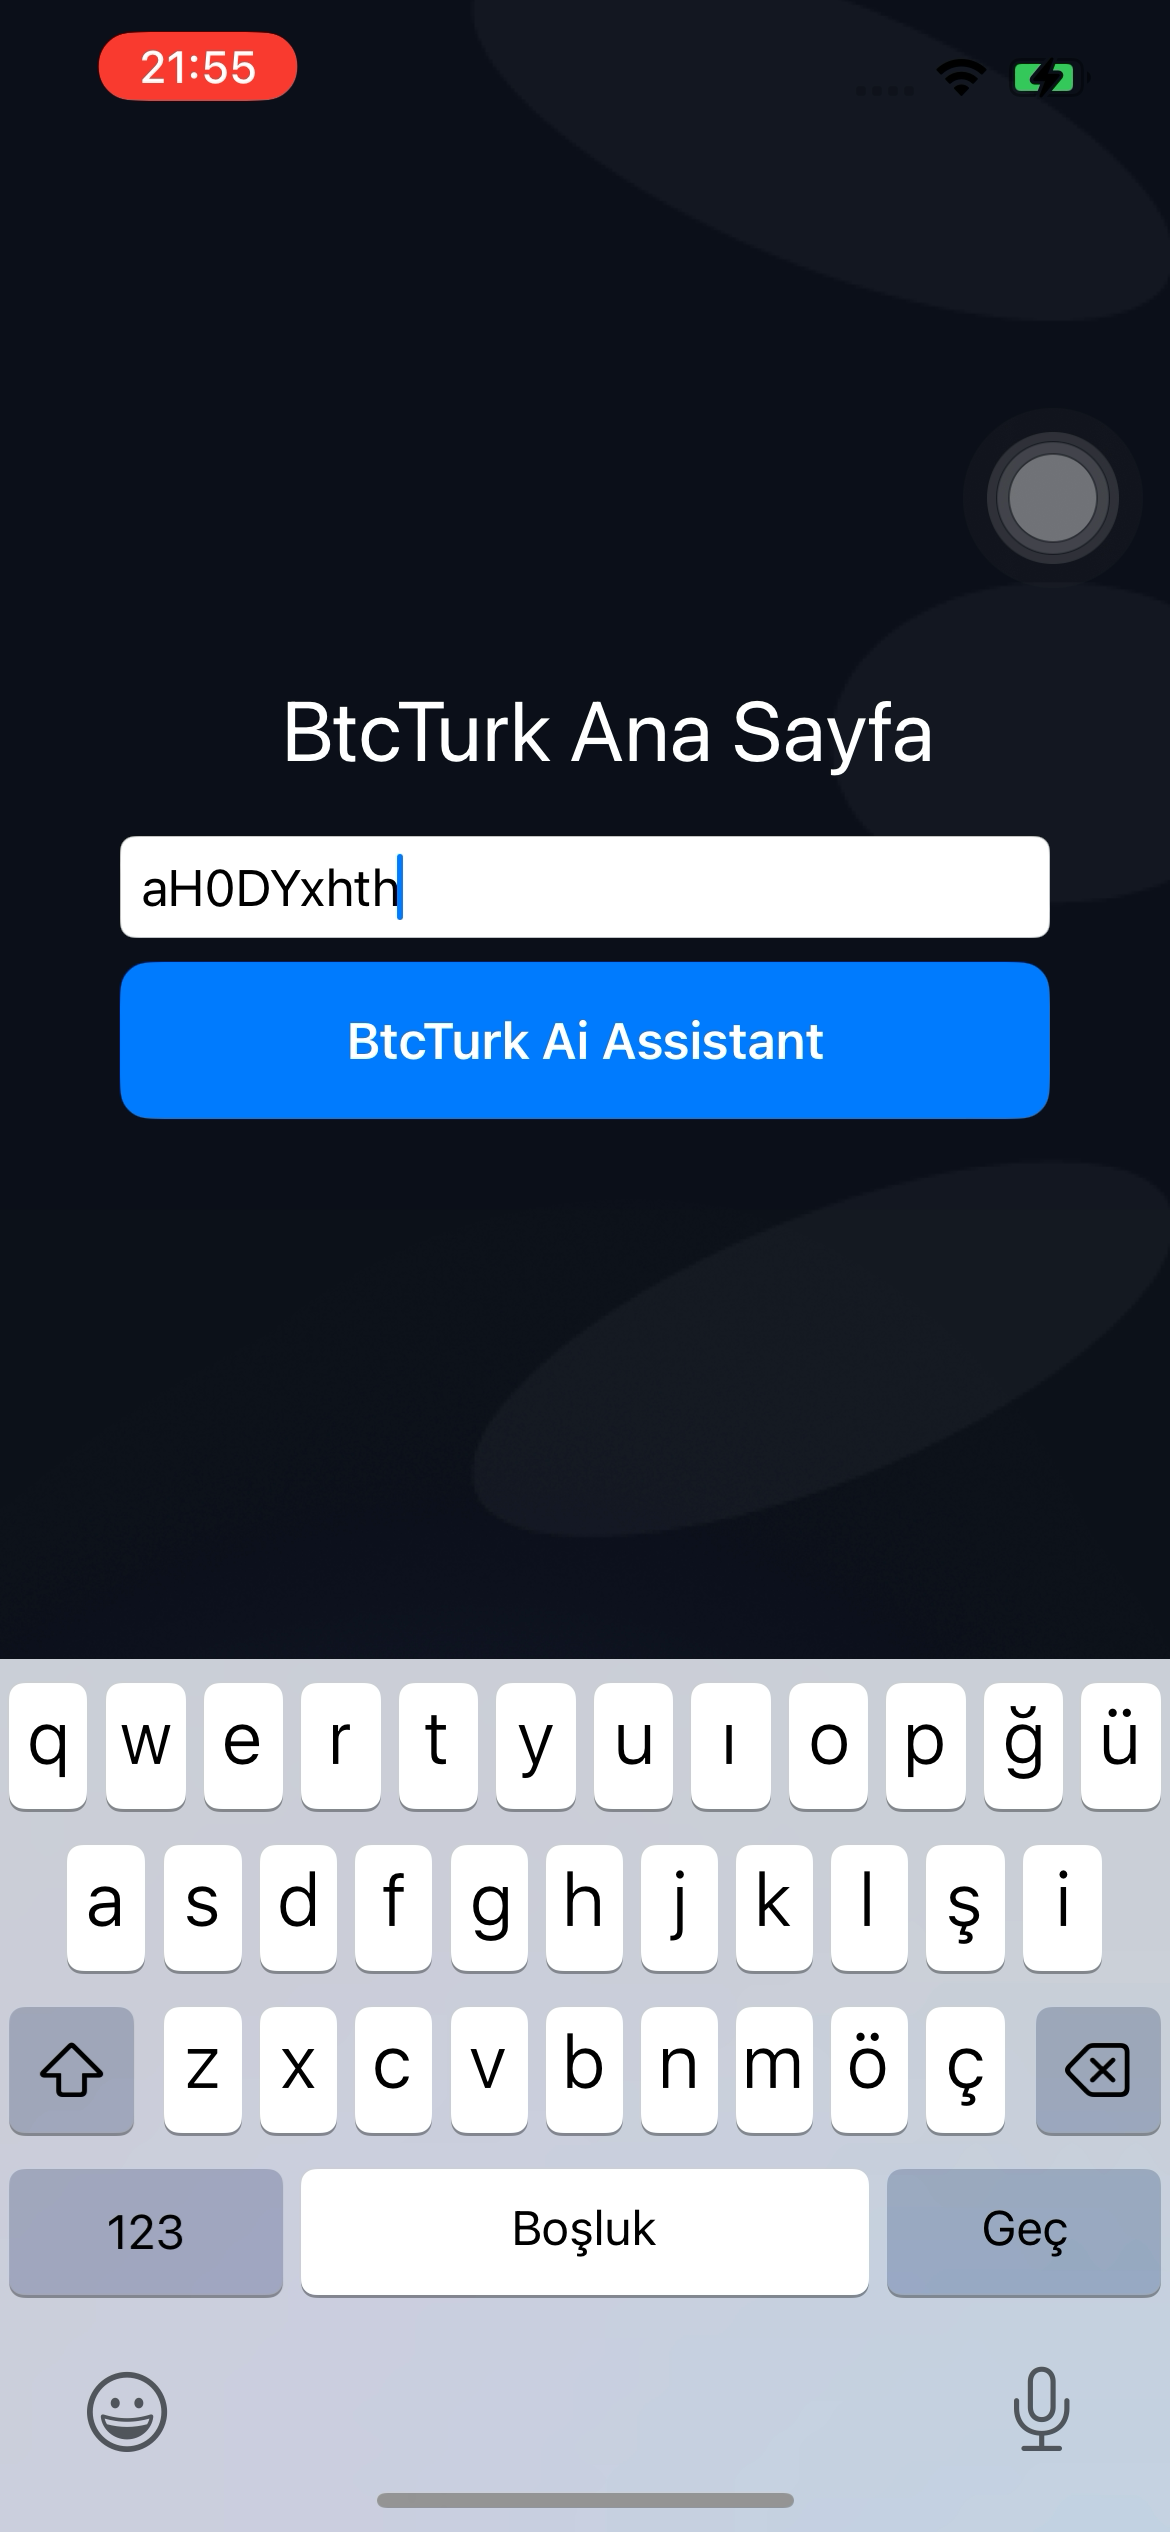 21:55
BtcTurk Ana Sayfa
aH0DYxhth
BtcTurk Ai Assistant
q w e r t y u ı o p ğ ü
a s d f g h j k l ş i
z x c v b n m ö ç
123 Boşluk Geç